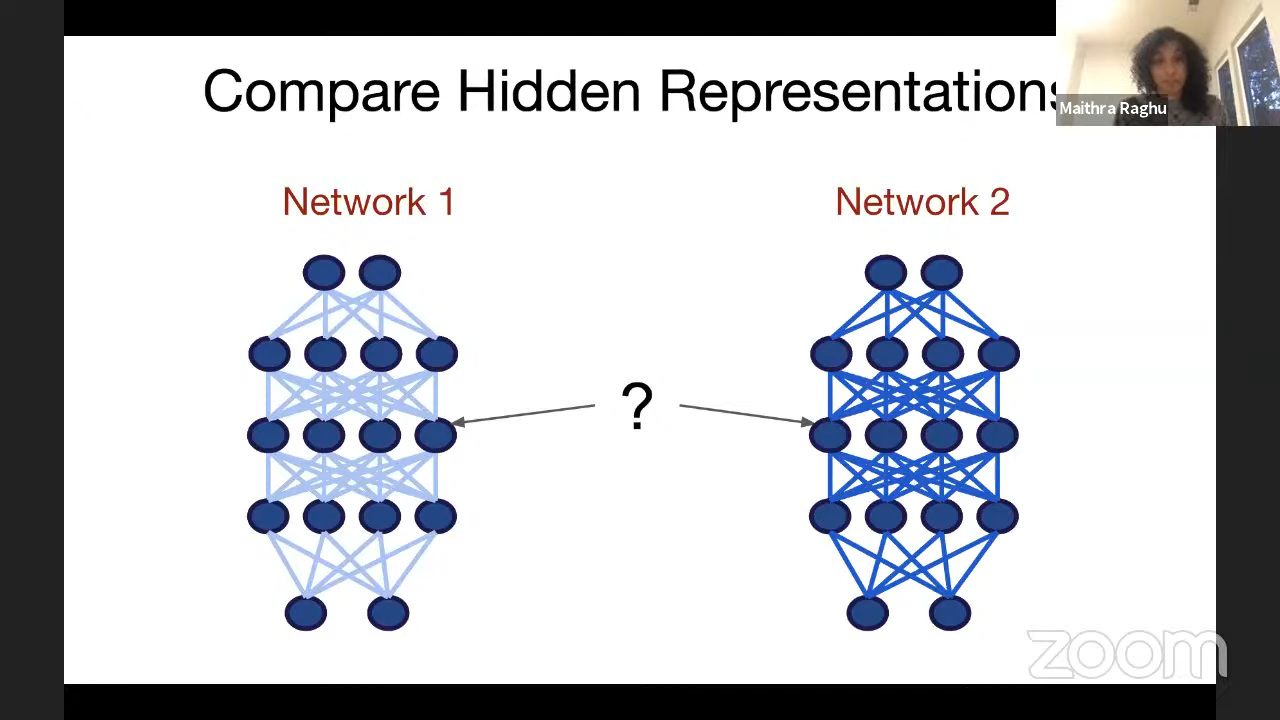 Compare Hidden Representations
Maithra Raghu
Network 1
Network 2
?
zoom